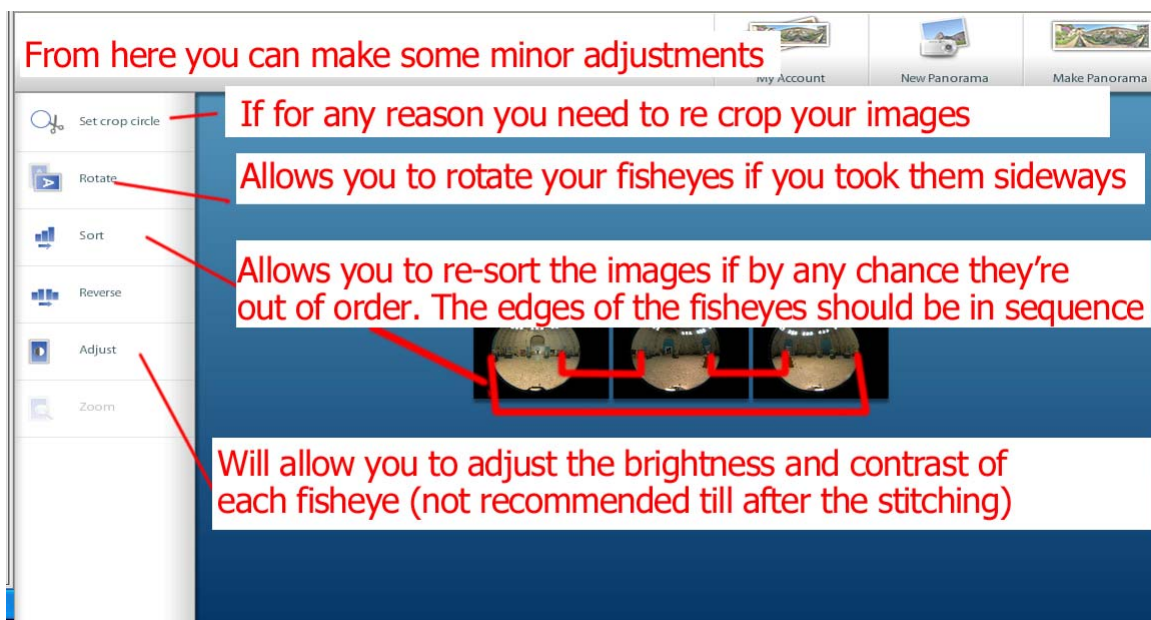 From here you can make some minor adjustments
My Account
New Panorama
Make Panorama
Set crop circle
If for any reason you need to re crop your images
Rotate
Allows you to rotate your fisheyes if you took them sideways
Sort
Allows you to re-sort the images if by any chance they're
out of order. The edges of the fisheyes should be in sequence
Reverse
Adjust
Zoom
Will allow you to adjust the brightness and contrast of
each fisheye (not recommended till after the stitching)